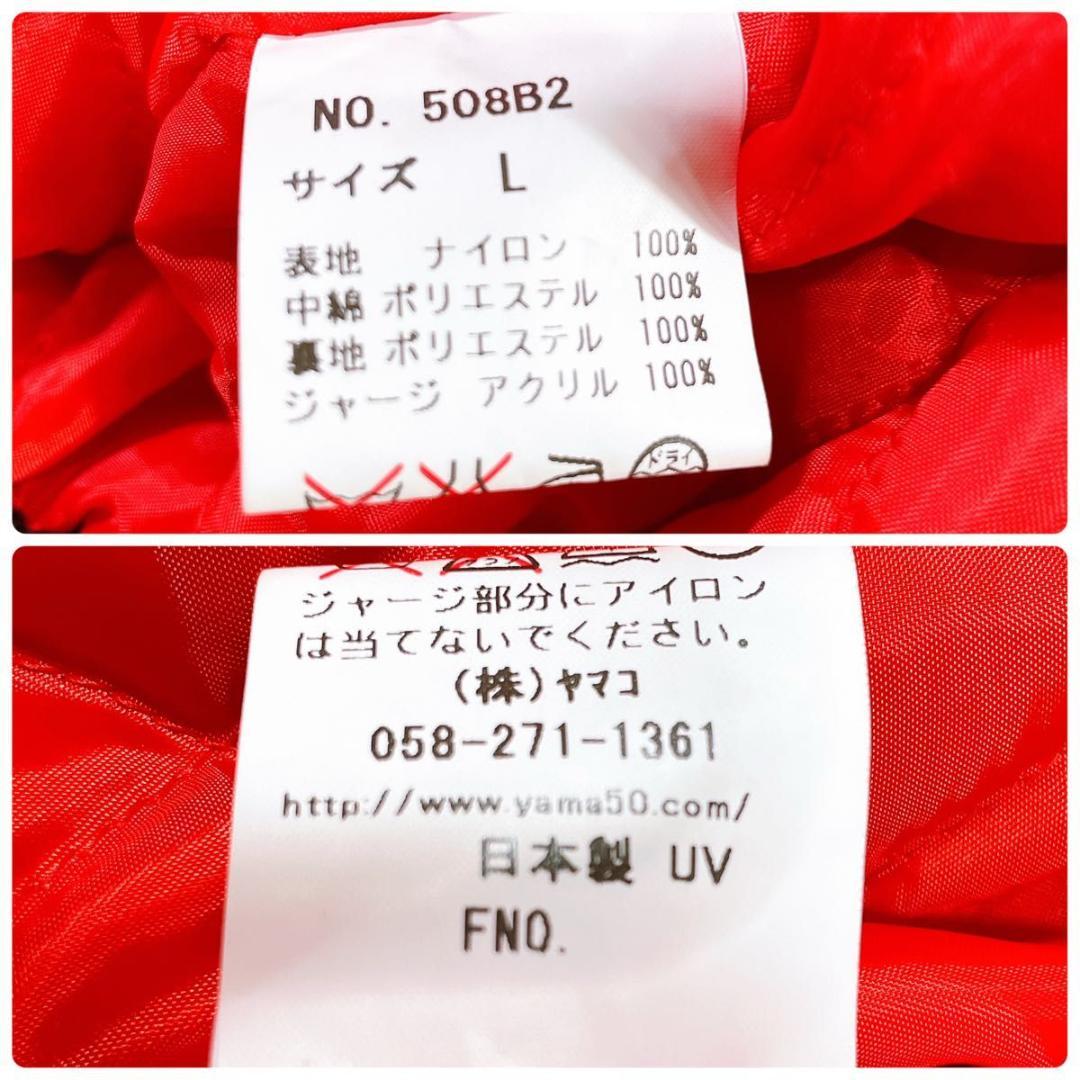 NO. 508B2
サイズ L
表地 ナイロン 100%
中綿 ポリエステル 100%
裏地 ポリエステル 100%
ジャージ アクリル 100%
ドライ
ジャージ部分にアイロン
は当てないでください。
(株)ヤマコ
058-271-1361
http://www.yama50.com/
日本製 UV
FNO.